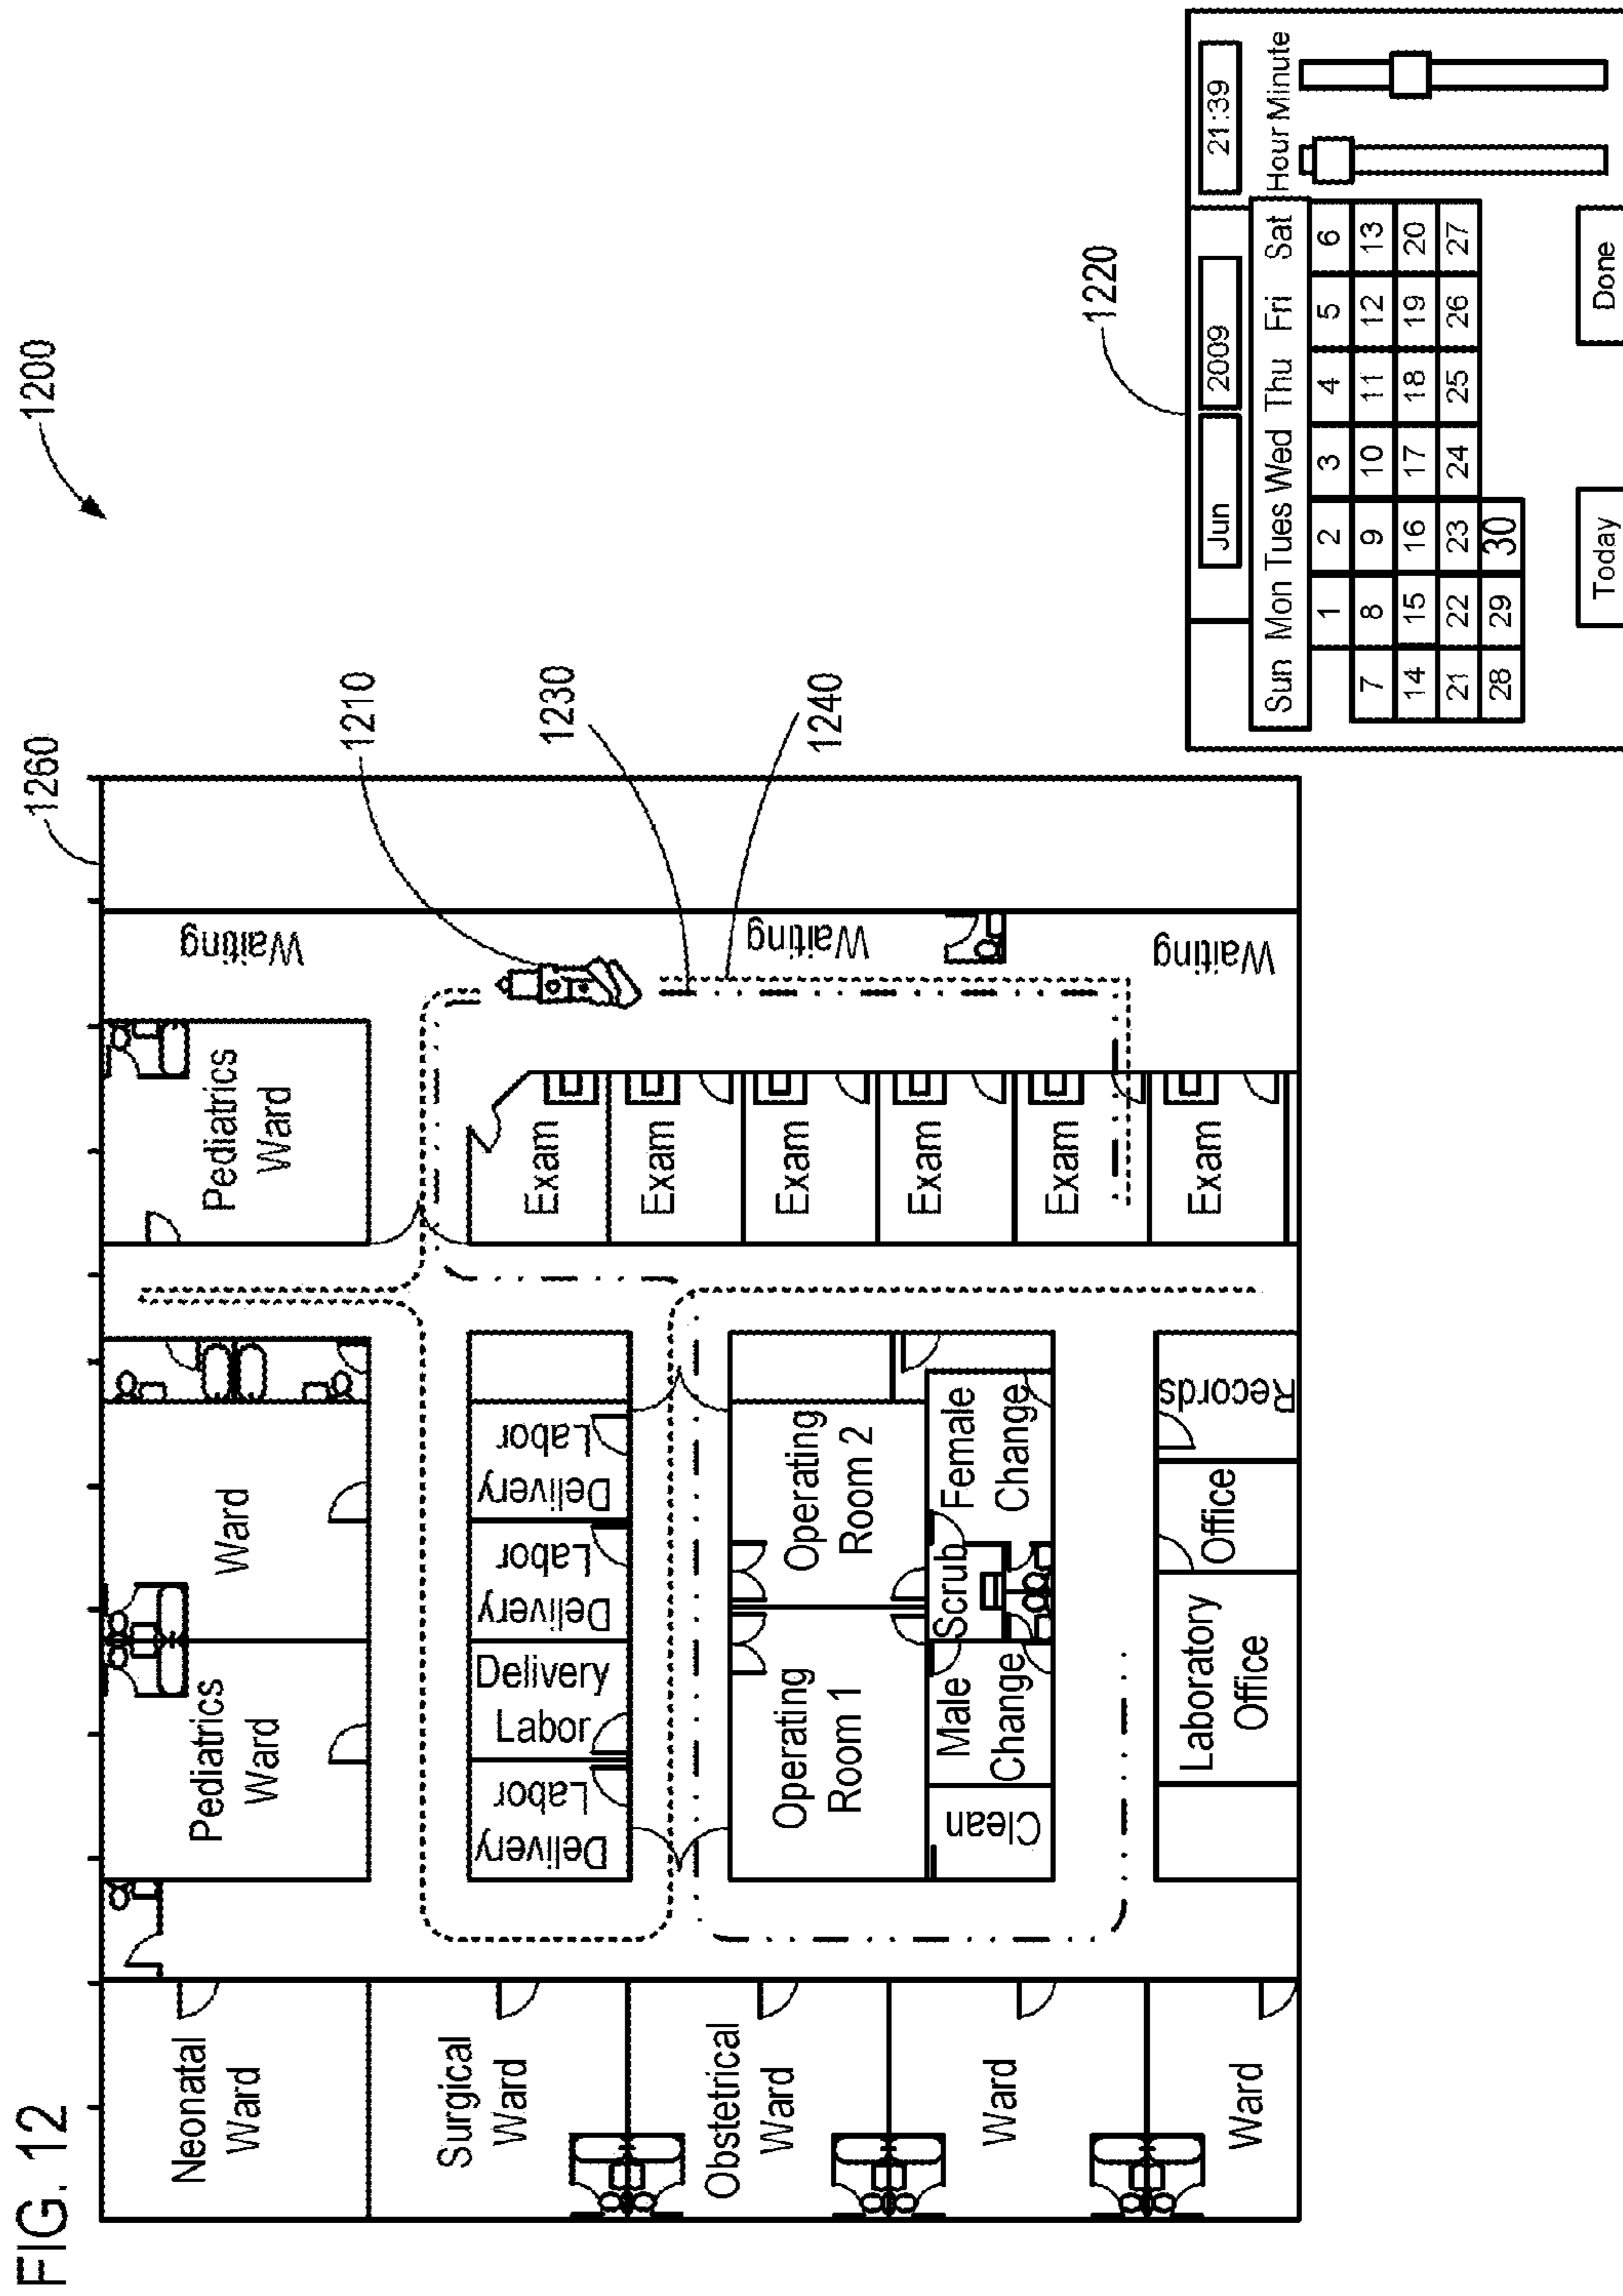 FIG. 12
1200
1260
1210
1230
1240
1220
Neonatal
Ward
Pediatrics
Ward
Ward
Pediatrics
Ward
Waiting
Surgical
Ward
Delivery
Labor
Delivery
Labor
Delivery
Labor
Delivery
Labor
Exam
Exam
Exam
Exam
Exam
Exam
Waiting
Waiting
Obstetrical
Ward
Operating
Room 1
Operating
Room 2
Ward
Clean
Male
Change
Scrub
Female
Change
Ward
Laboratory
Office
Office
Records
Jun 2009 21:39
Sun Mon Tues Wed Thu Fri Sat Hour Minute
1 2 3 4 5 6
7 8 9 10 11 12 13
14 15 16 17 18 19 20
21 22 23 24 25 26 27
28 29 30
Today Done